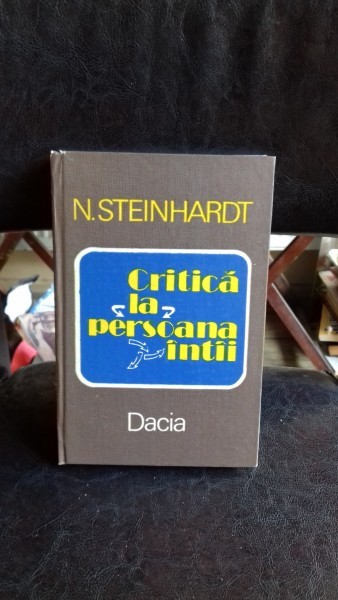 N. STEINHARDT
Critică
la
persoana
întîi
Dacia